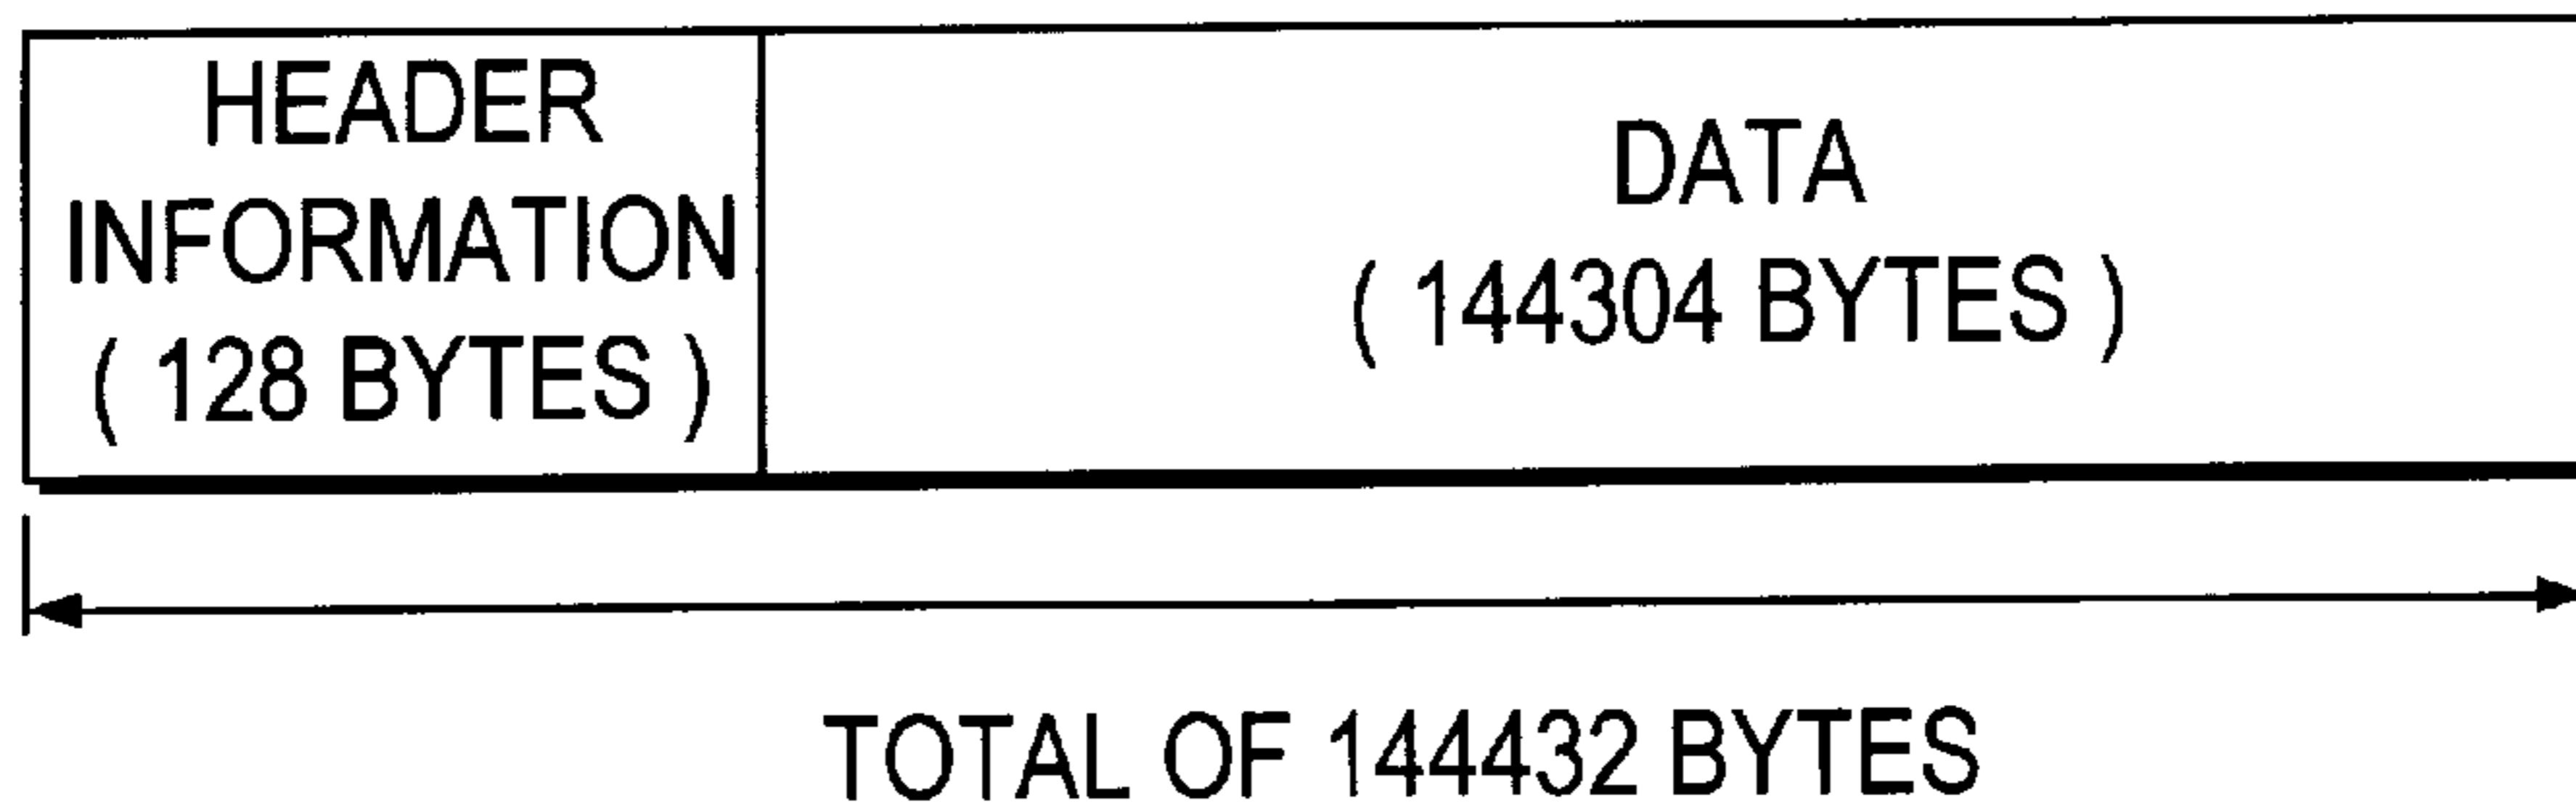 HEADER
INFORMATION
( 128 BYTES )
DATA
( 144304 BYTES )
TOTAL OF 144432 BYTES